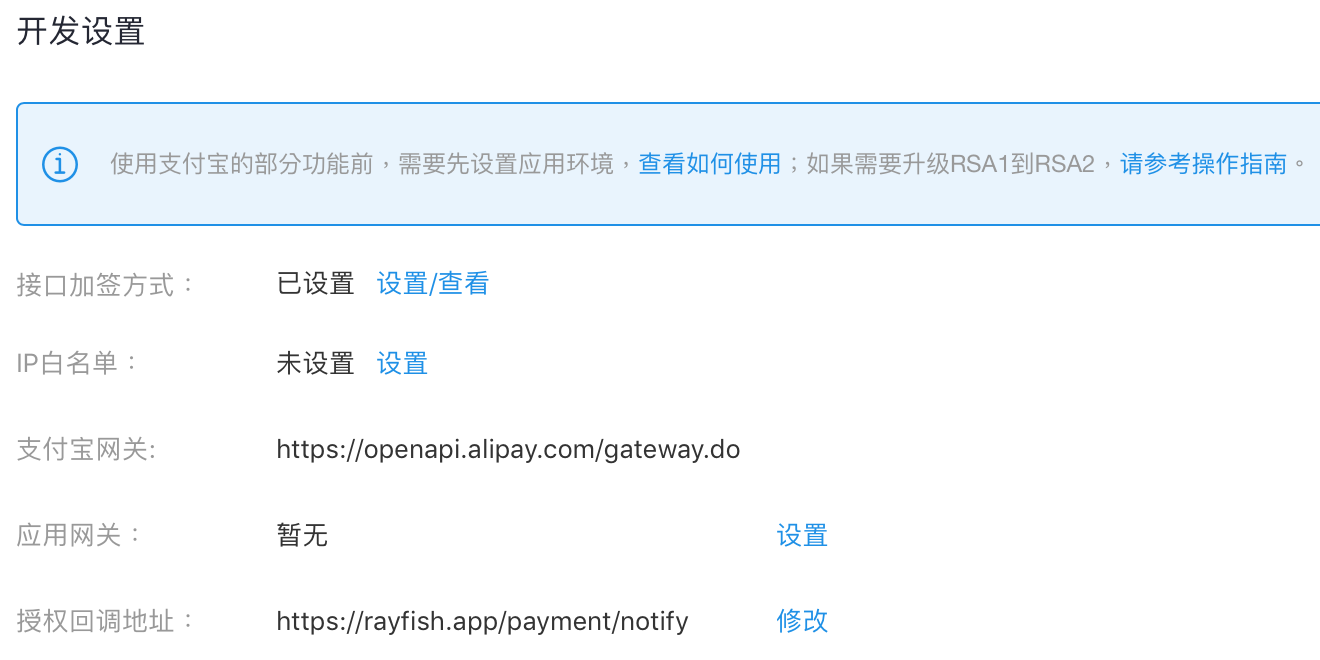 开发设置
使用支付宝的部分功能前，需要先设置应用环境，查看如何使用；如果需要升级RSA1到RSA2，请参考操作指南。
接口加签方式： 已设置 设置/查看
IP白名单： 未设置 设置
支付宝网关: https://openapi.alipay.com/gateway.do
应用网关： 暂无 设置
授权回调地址： https://rayfish.app/payment/notify 修改